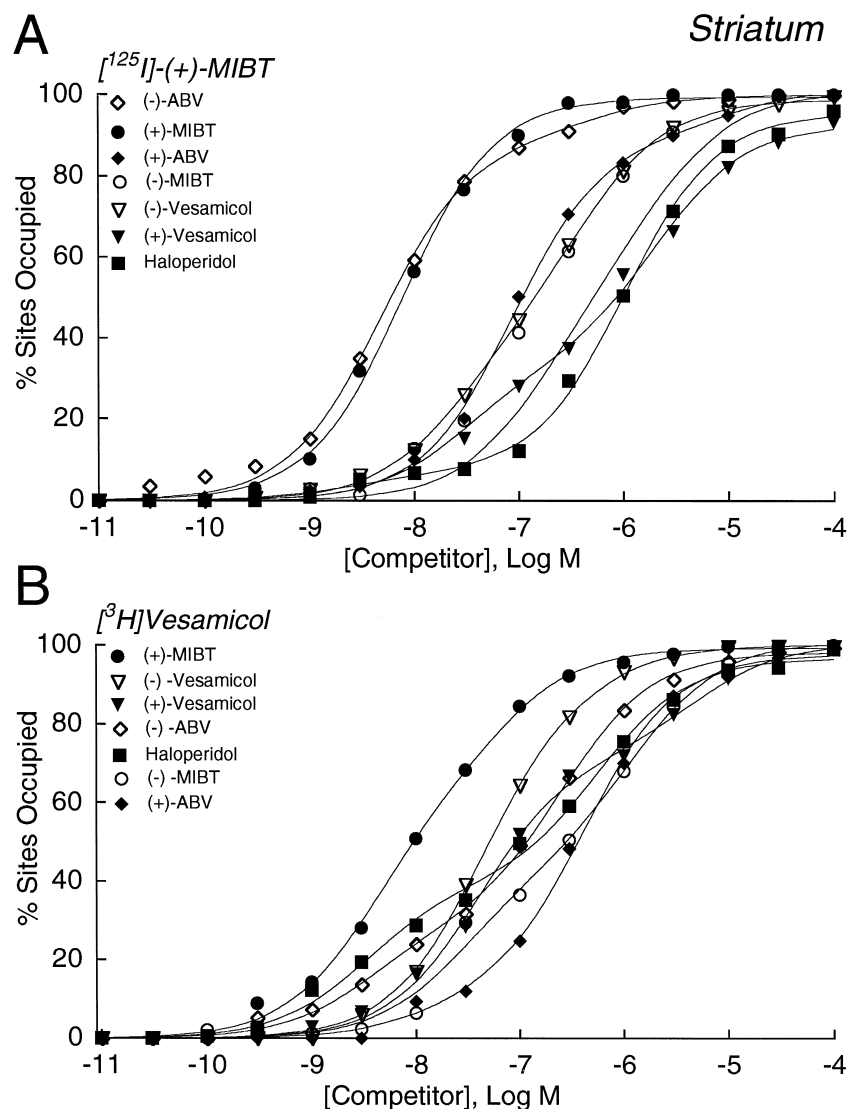 A
Striatum
[125I]-(+)-MIBT
100
80
60
40
20
0
% Sites Occupied
(-)-ABV
(+)-MIBT
(+)-ABV
(-)-MIBT
(-)-Vesamicol
(+)-Vesamicol
Haloperidol
-11 -10 -9 -8 -7 -6 -5 -4
[Competitor], Log M
B
[3H]Vesamicol
100
80
60
40
20
0
% Sites Occupied
(+)-MIBT
(-) -Vesamicol
(+)-Vesamicol
(-) -ABV
Haloperidol
(-) -MIBT
(+)-ABV
-11 -10 -9 -8 -7 -6 -5 -4
[Competitor], Log M